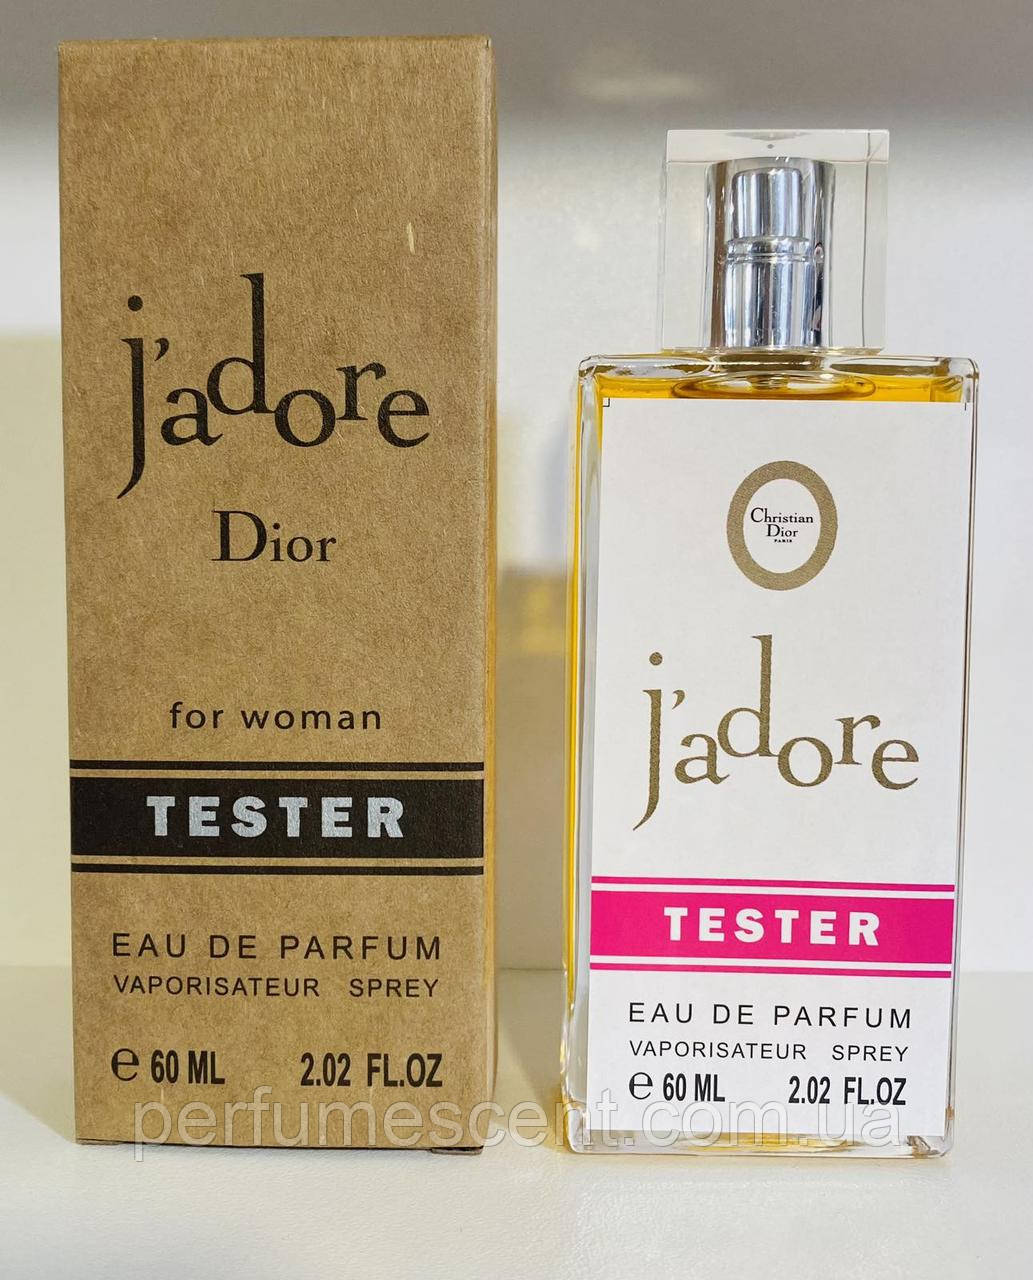 j'adore
Dior
for woman
TESTER
EAU DE PARFUM
VAPORISATEUR SPREY
e 60 ML 2.02 FL.OZ
Christian
Dior
PARIS
j'adore
TESTER
EAU DE PARFUM
VAPORISATEUR SPREY
e 60 ML 2.02 FL.OZ
perfumescent.com.ua